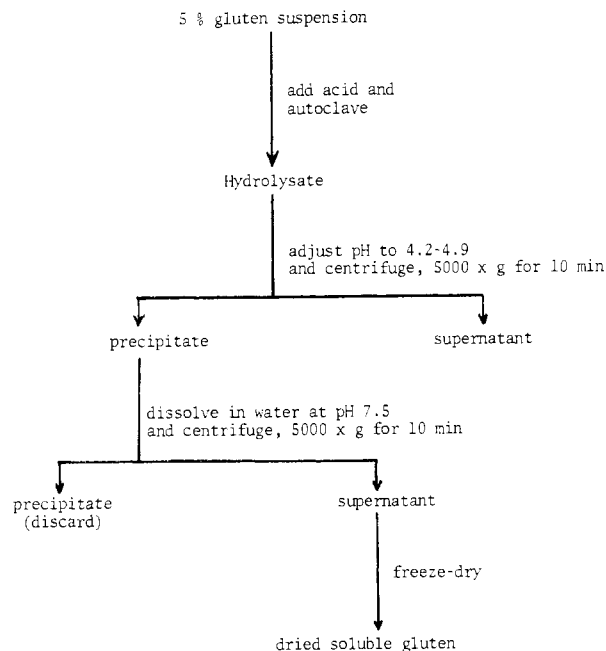 5 % gluten suspension
add acid and
autoclave
Hydrolysate
adjust pH to 4.2-4.9
and centrifuge, 5000 x g for 10 min
precipitate
supernatant
dissolve in water at pH 7.5
and centrifuge, 5000 x g for 10 min
precipitate
(discard)
supernatant
freeze-dry
dried soluble gluten